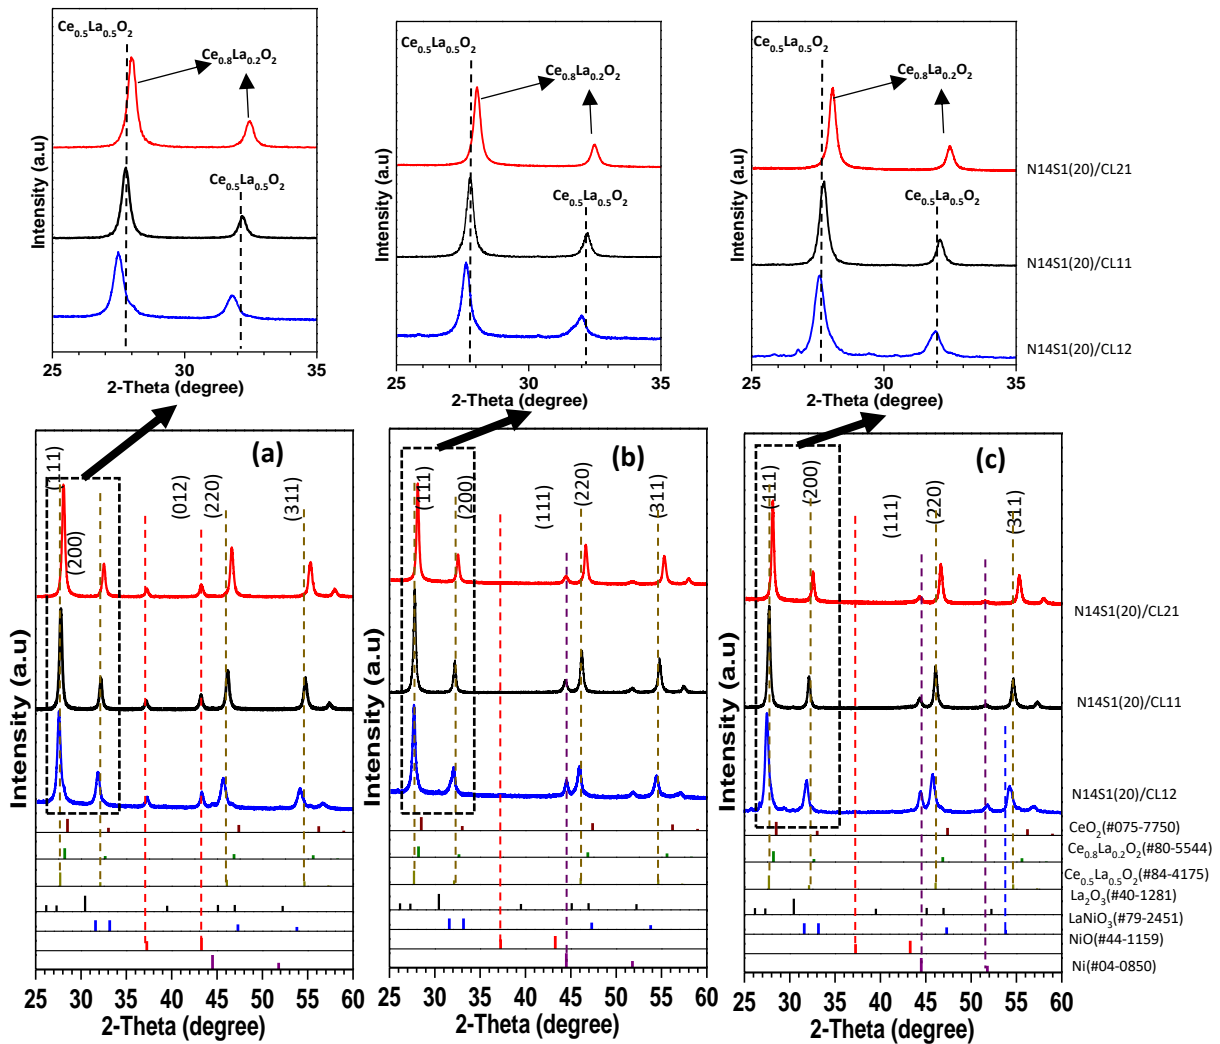 Ce0.5La0.5O2
Ce0.8La0.2O2
Ce0.5La0.5O2
Intensity (a.u)
25 30 35
2-Theta (degree)
Ce0.5La0.5O2
Ce0.8La0.2O2
Ce0.5La0.5O2
Intensity (a.u)
25 30 35
2-Theta (degree)
Ce0.5La0.5O2
Ce0.8La0.2O2
Ce0.5La0.5O2
Intensity (a.u)
25 30 35
2-Theta (degree)
N14S1(20)/CL21
N14S1(20)/CL11
N14S1(20)/CL12
(a)
(111)
(200)
(012)
(220)
(311)
Intensity (a.u)
25 30 35 40 45 50 55 60
2-Theta (degree)
(b)
(111)
(200)
(111)
(220)
(311)
Intensity (a.u)
25 30 35 40 45 50 55 60
2-Theta (degree)
(c)
(111)
(200)
(111)
(220)
(311)
Intensity (a.u)
25 30 35 40 45 50 55 60
2-Theta (degree)
N14S1(20)/CL21
N14S1(20)/CL11
N14S1(20)/CL12
CeO2(#075-7750)
Ce0.8La0.2O2(#80-5544)
Ce0.5La0.5O2(#84-4175)
La2O3(#40-1281)
LaNiO3(#79-2451)
NiO(#44-1159)
Ni(#04-0850)